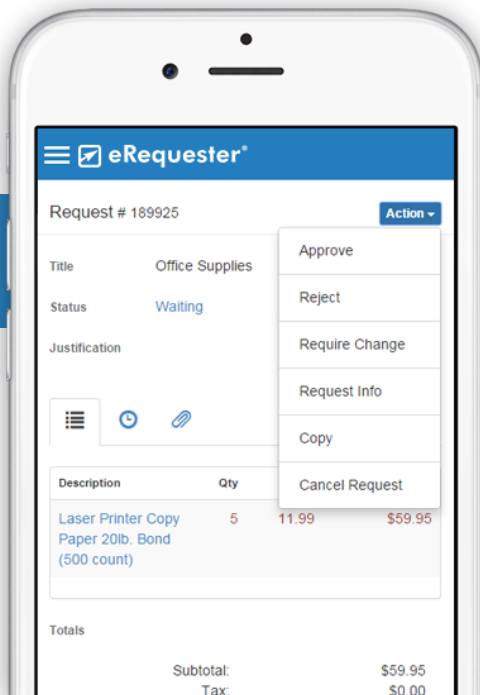 eRequester®
Request # 189925
Action
Title Office Supplies
Status Waiting
Justification
Approve
Reject
Require Change
Request Info
Copy
Cancel Request
Description Qty
Laser Printer Copy 5 11.99 $59.95
Paper 20lb. Bond
(500 count)
Totals
Subtotal: $59.95
Tax: $0.00